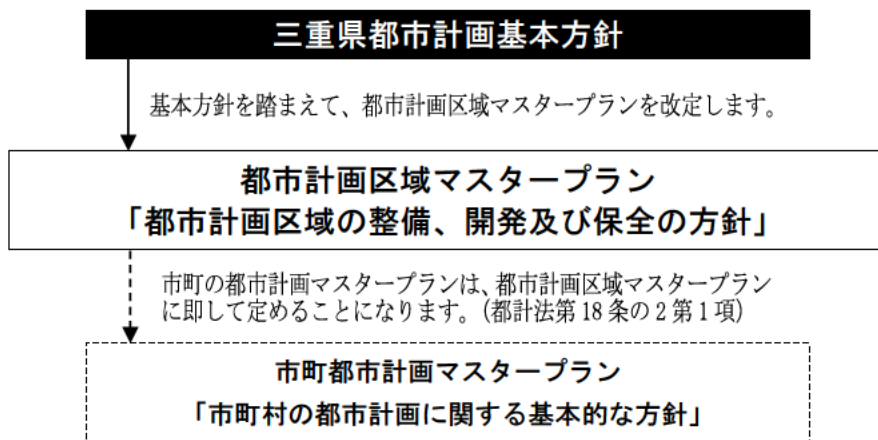 三重県都市計画基本方針
基本方針を踏まえて、都市計画区域マスタープランを改定します。
都市計画区域マスタープラン
「都市計画区域の整備、開発及び保全の方針」
市町の都市計画マスタープランは、都市計画区域マスタープラン
に即して定めることになります。(都計法第18条の2第1項)
市町都市計画マスタープラン
「市町村の都市計画に関する基本的な方針」